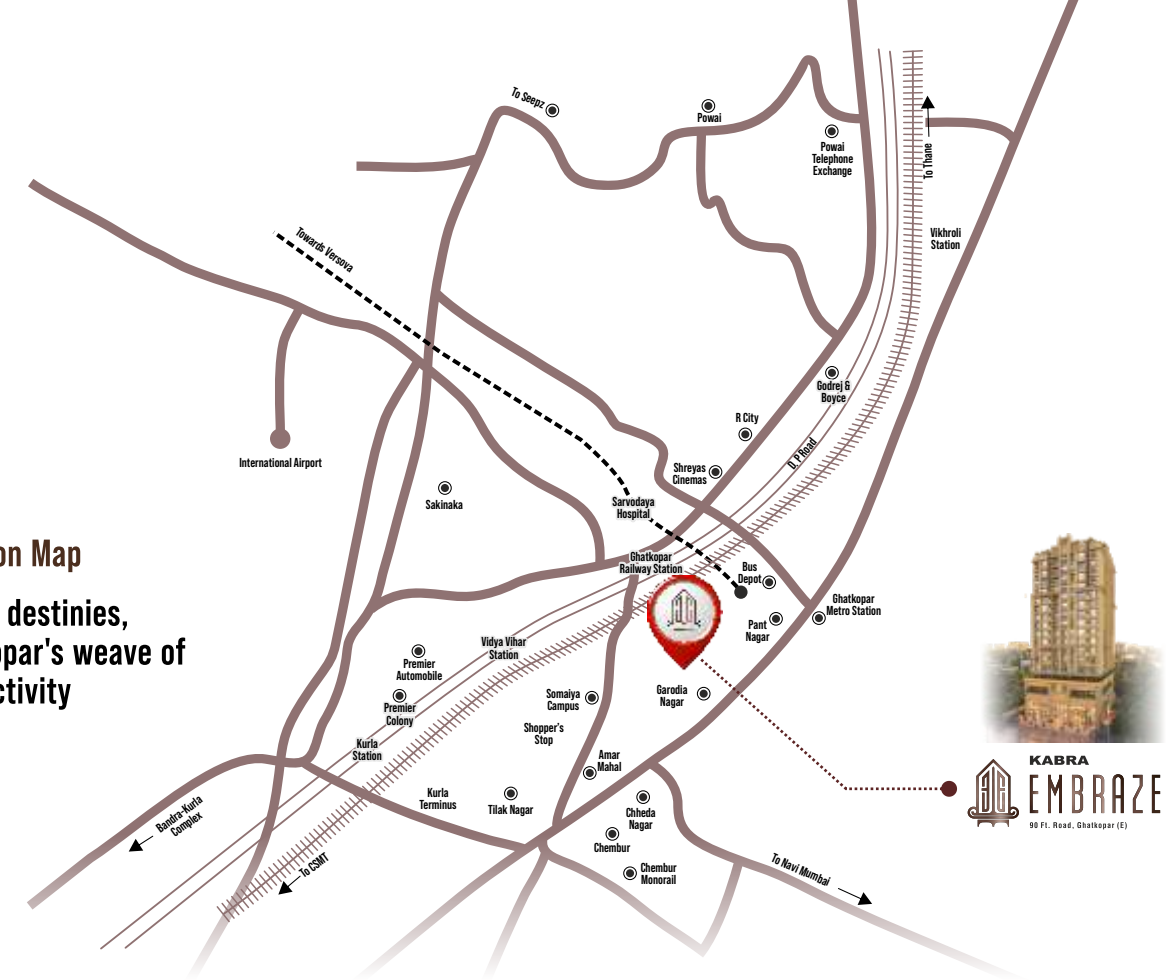 To Seepz
Powai
Powai
Telephone
Exchange
To Thane
Vikhroli
Station
Towards Versova
International Airport
Godrej &
Boyce
R City
D. P Road
Shreyas
Cinemas
Sakinaka
Sarvodaya
Hospital
Ghatkopar
Railway Station
Bus
Depot
Ghatkopar
Metro Station
Pant
Nagar
on Map
destinies,
opar's weave of
ctivity
Vidya Vihar
Station
Premier
Automobile
Premier
Colony
Somaiya
Campus
Garodia
Nagar
Shopper's
Stop
Kurla
Station
Amar
Mahal
Kurla
Terminus
Tilak Nagar
Chheda
Nagar
Bandra-Kurla
Complex
Chembur
Chembur
Monorail
To CSMT
To Navi Mumbai
KABRA
EMBRAZE
90 Ft. Road, Ghatkopar (E)